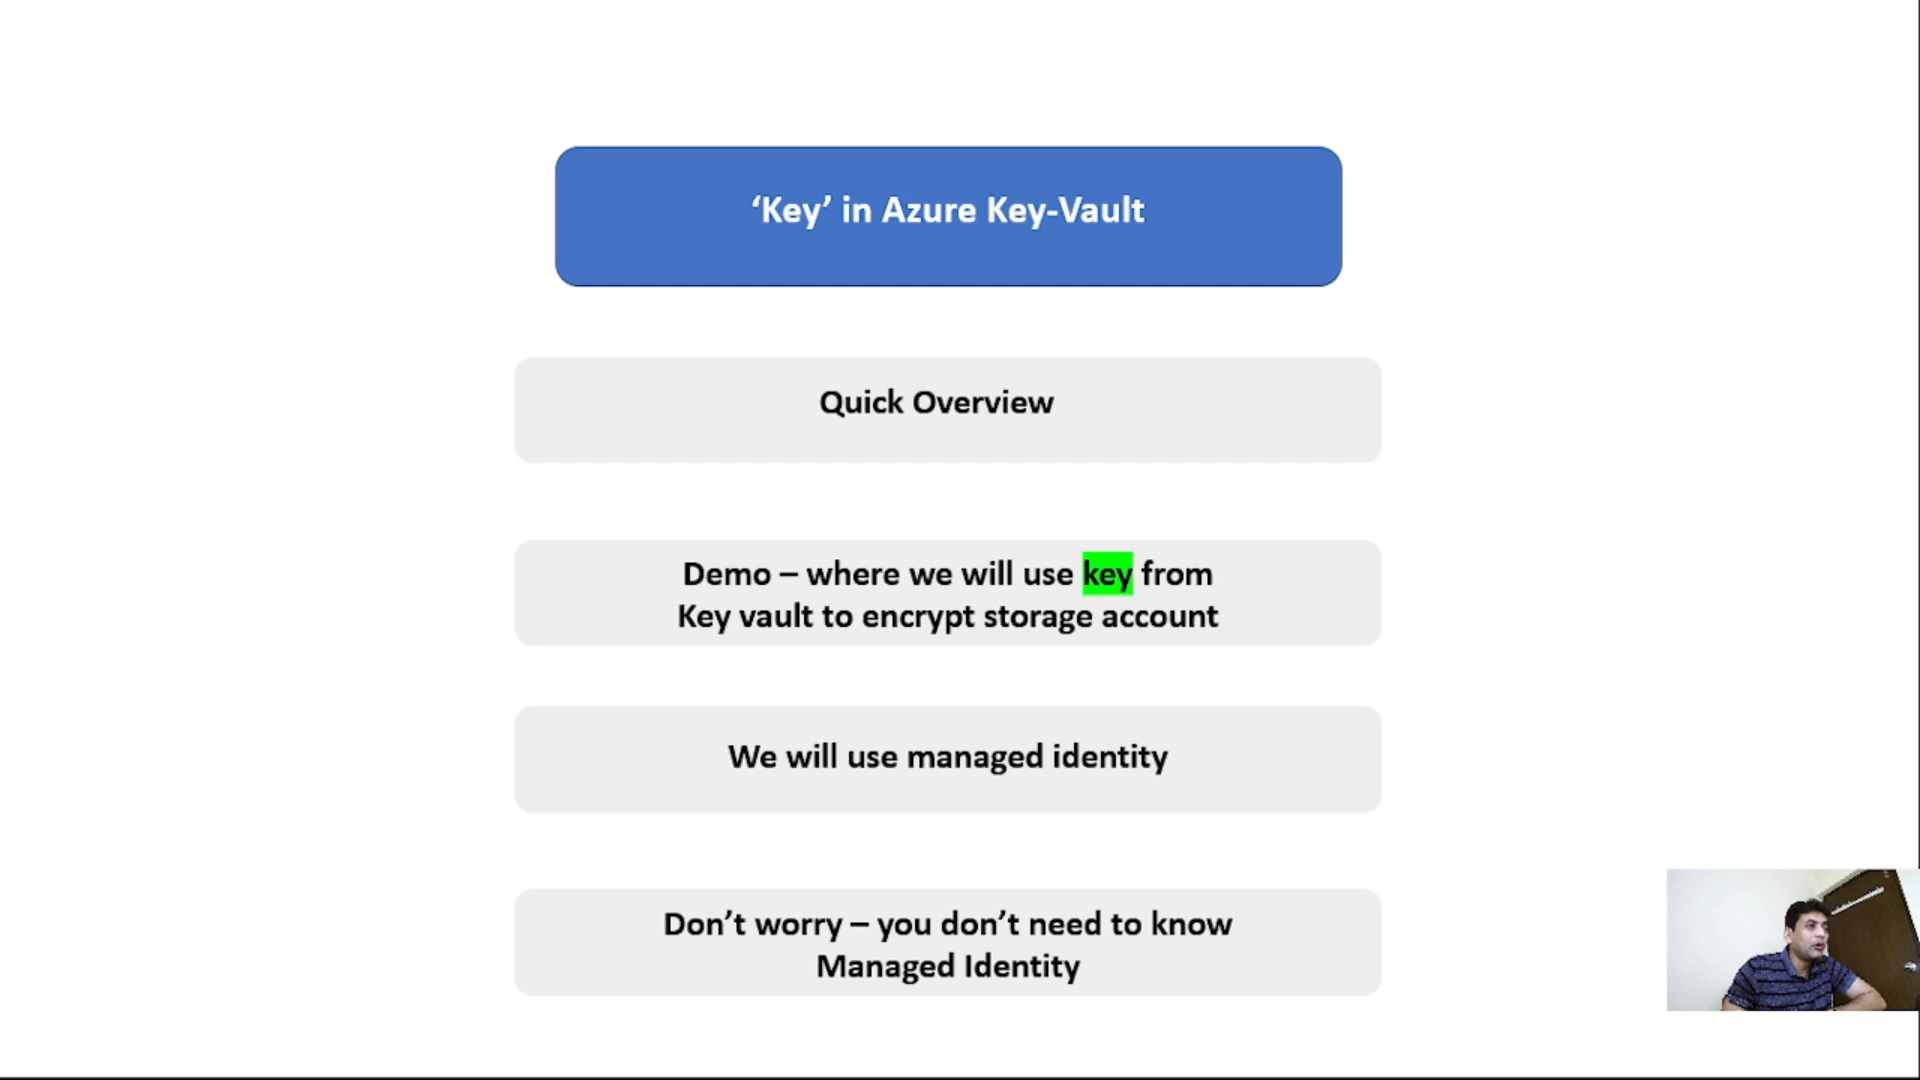 ‘Key’ in Azure Key-Vault
Quick Overview
Demo – where we will use key from
Key vault to encrypt storage account
We will use managed identity
Don’t worry – you don’t need to know
Managed Identity